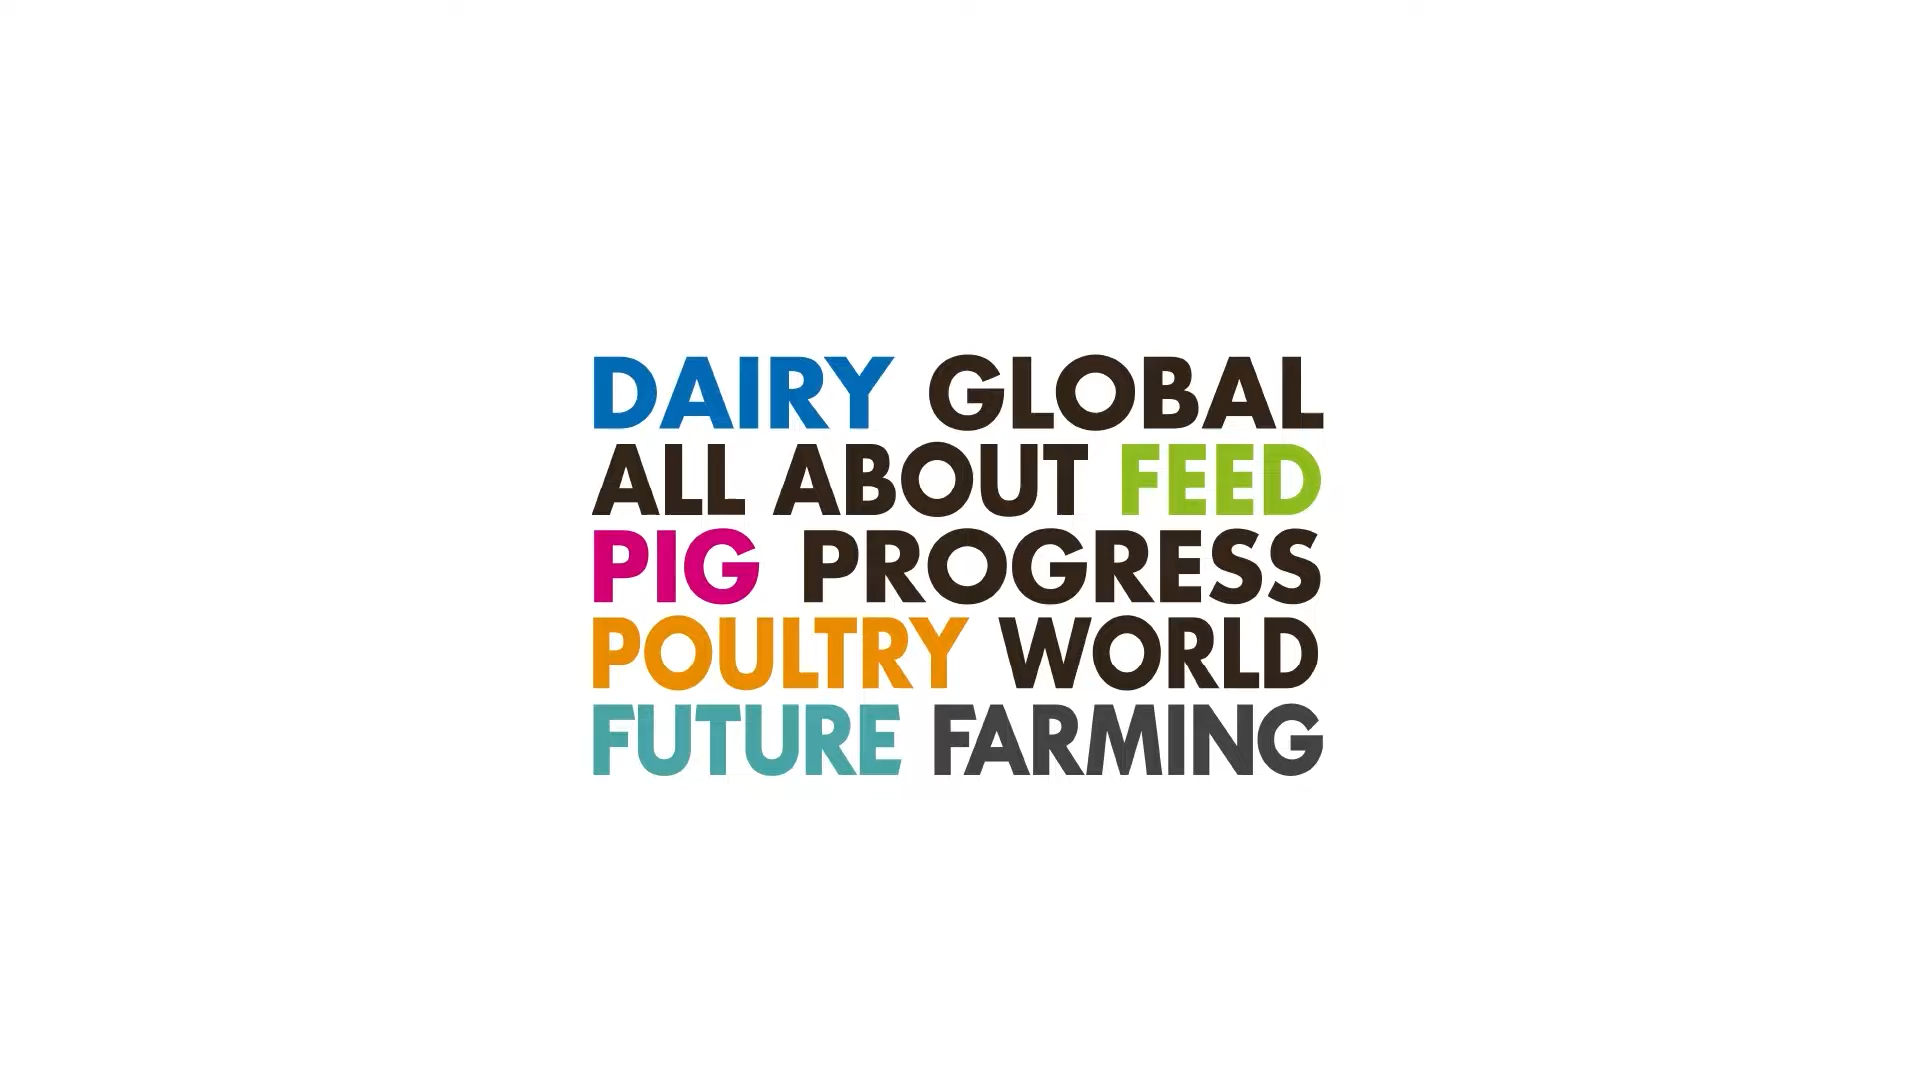 DAIRY GLOBAL
ALL ABOUT FEED
PIG PROGRESS
POULTRY WORLD
FUTURE FARMING